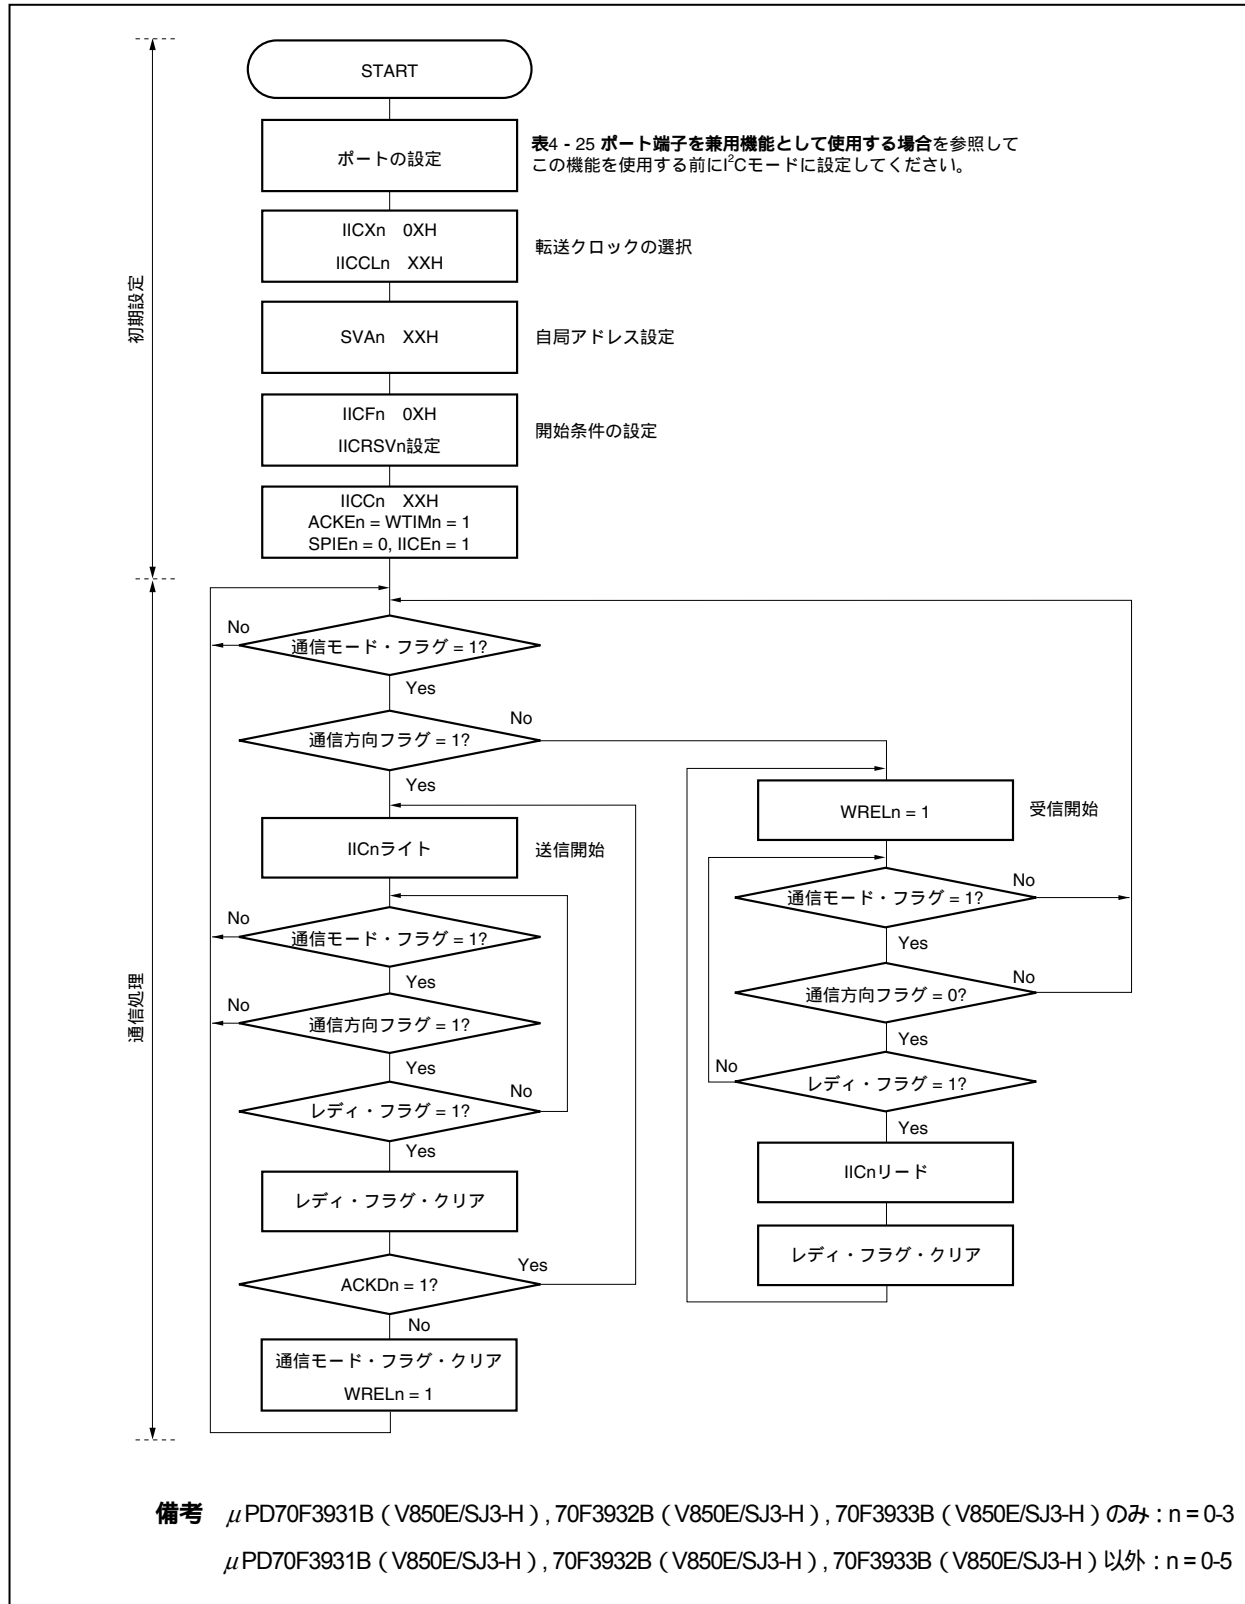 START
ポートの設定
表4 - 25 ポート端子を兼用機能として使用する場合を参照して
この機能を使用する前にI²Cモードに設定してください。
IICXn 0XH
IICCLn XXH
転送クロックの選択
初期設定
SVAn XXH
自局アドレス設定
IICFn 0XH
IICRSVn設定
開始条件の設定
IICCn XXH
ACKEn = WTIMn = 1
SPIEn = 0, IICEn = 1
No
通信モード・フラグ = 1?
Yes
No
通信方向フラグ = 1?
Yes
IICnライト
送信開始
No
通信モード・フラグ = 1?
Yes
No
通信方向フラグ = 1?
Yes
No
レディ・フラグ = 1?
Yes
レディ・フラグ・クリア
Yes
ACKDn = 1?
No
通信モード・フラグ・クリア
WRELn = 1
通信処理
WRELn = 1
受信開始
No
通信モード・フラグ = 1?
Yes
No
通信方向フラグ = 0?
Yes
No
レディ・フラグ = 1?
Yes
IICnリード
レディ・フラグ・クリア
備考 μPD70F3931B（V850E/SJ3-H）, 70F3932B（V850E/SJ3-H）, 70F3933B（V850E/SJ3-H）のみ : n = 0-3
μPD70F3931B（V850E/SJ3-H）, 70F3932B（V850E/SJ3-H）, 70F3933B（V850E/SJ3-H）以外 : n = 0-5